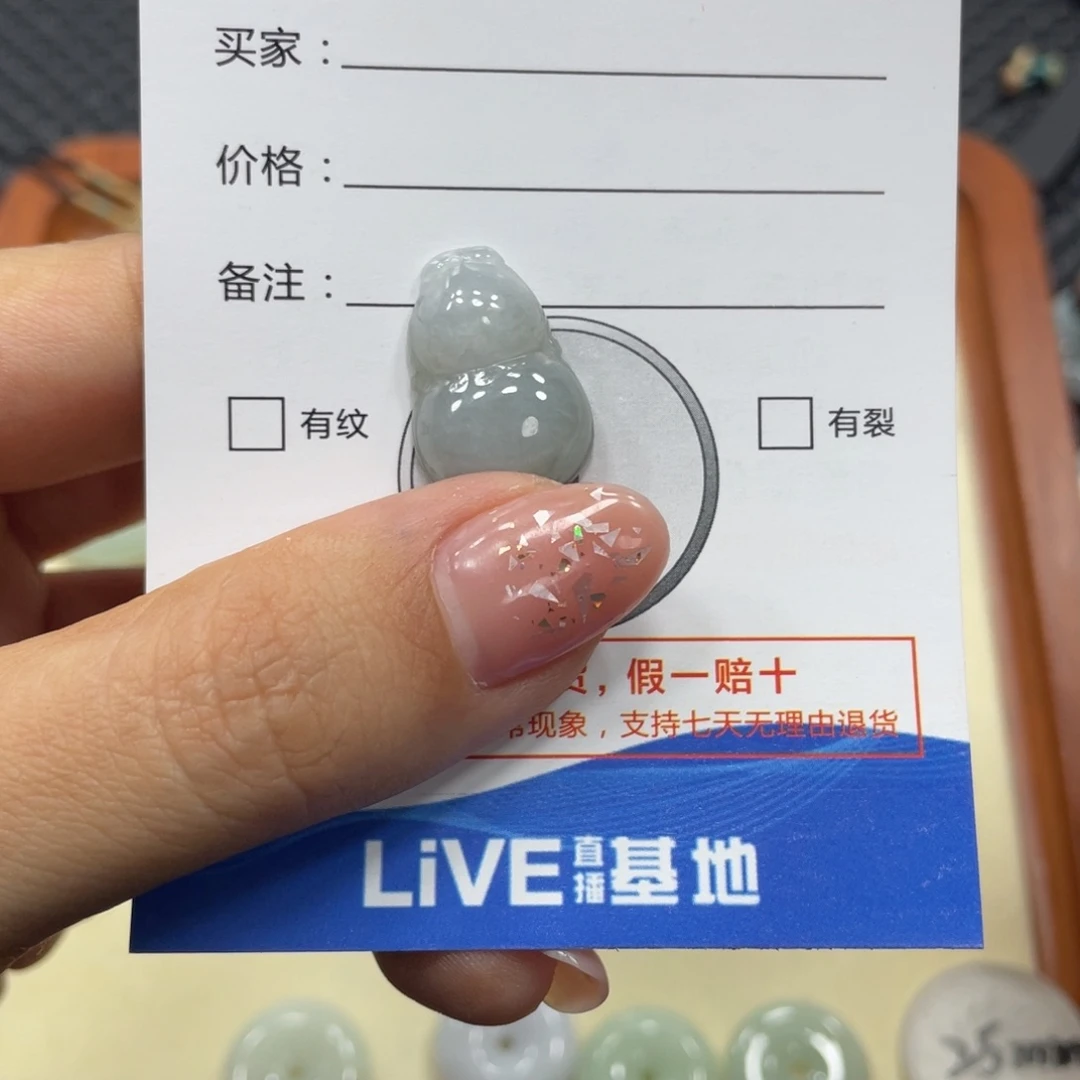 买家：
价格：
备注：
有纹
有裂
，假一赔十
现象，支持七天无理由退货
LiVE直播基地